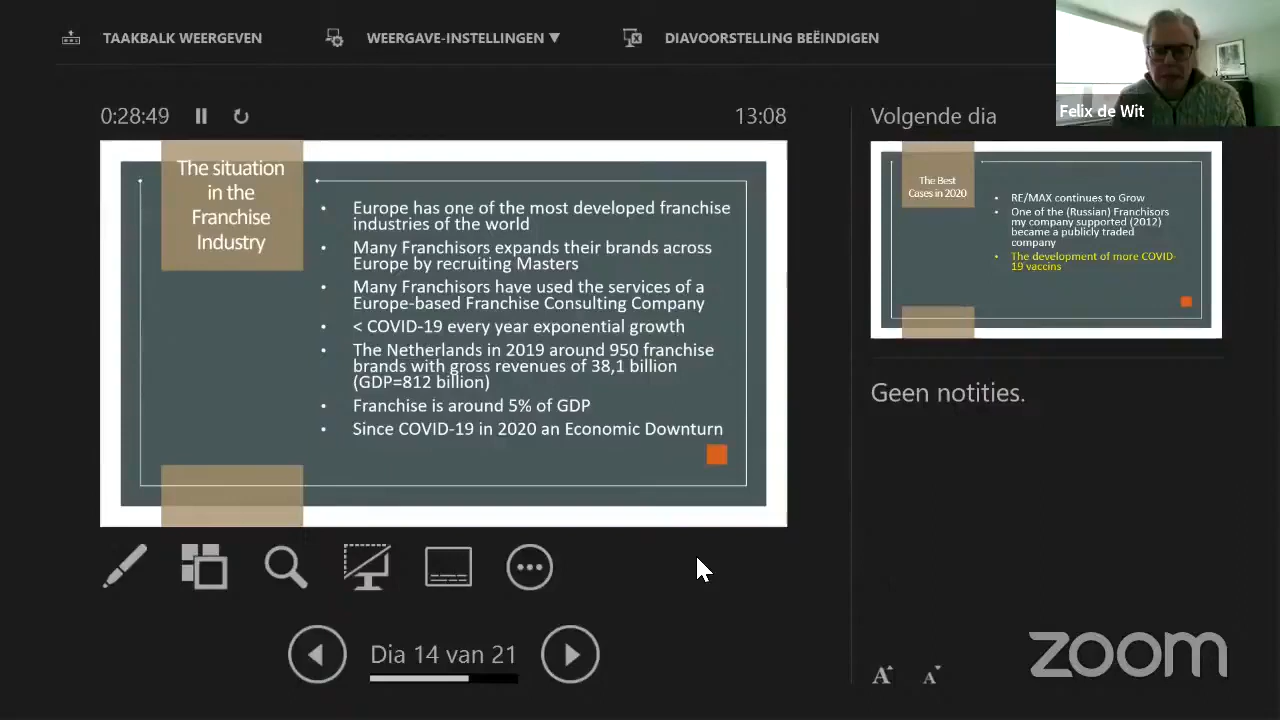 TAAKBALK WEERGEVEN
WEERGAVE-INSTELLINGEN ▼
DIAVOORSTELLING BEËINDIGEN
Felix de Wit
0:28:49
13:08
Volgende dia
The situation
in the
Franchise
Industry
• Europe has one of the most developed franchise
industries of the world
• Many Franchisors expands their brands across
Europe by recruiting Masters
• Many Franchisors have used the services of a
Europe-based Franchise Consulting Company
• < COVID-19 every year exponential growth
• The Netherlands in 2019 around 950 franchise
brands with gross revenues of 38,1 billion
(GDP=812 billion)
• Franchise is around 5% of GDP
• Since COVID-19 in 2020 an Economic Downturn
The Best
Cases in 2020
• RE/MAX continues to Grow
• One of the (Russian) Franchisors
my company supported (2012)
became a publicly traded
company
• The development of more COVID-
19 vaccins
Geen notities.
Dia 14 van 21
A A
zoom